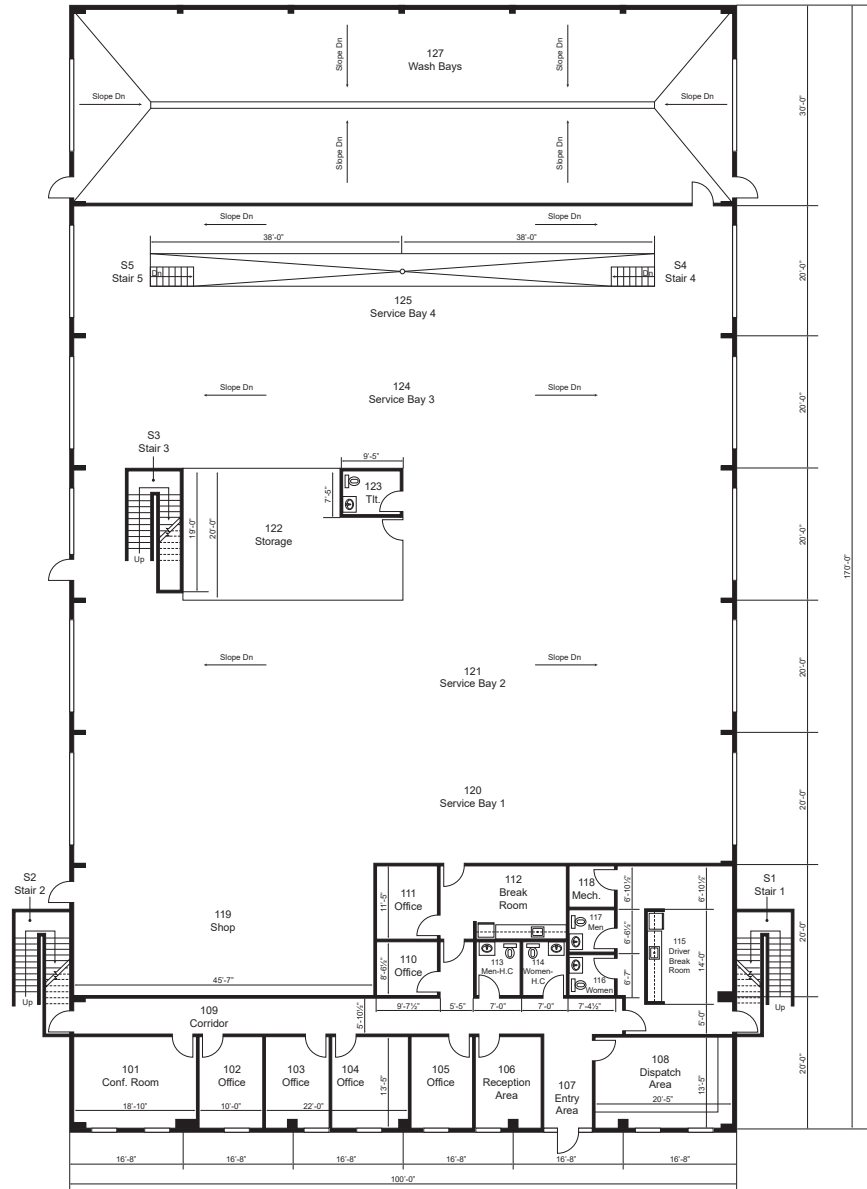 127
Wash Bays
Slope Dn
Slope Dn
Slope Dn
Slope Dn
Slope Dn
Slope Dn
30'-0"
170'-0"
Slope Dn
Slope Dn
38'-0"
38'-0"
S5
Stair 5
Dn
S4
Stair 4
Dn
20'-0"
125
Service Bay 4
124
Service Bay 3
Slope Dn
Slope Dn
20'-0"
S3
Stair 3
Up
9'-5"
7'-5"
123
Tlt.
122
Storage
19'-0"
20'-0"
20'-0"
Slope Dn
Slope Dn
121
Service Bay 2
20'-0"
120
Service Bay 1
20'-0"
S2
Stair 2
Up
119
Shop
45'-7"
111
Office
11'-5"
110
Office
8'-6½"
112
Break
Room
118
Mech.
117
Men
113
Men-H.C
114
Women-
H.C.
116
Women
6'-10½"
6'-10½"
6'-6½"
6'-7"
115
Driver
Break
Room
14'-0"
5'-0"
S1
Stair 1
Up
20'-0"
109
Corridor
5'-10½"
9'-7½"
5'-5"
7'-0"
7'-0"
7'-4½"
101
Conf. Room
18'-10"
102
Office
10'-0"
103
Office
22'-0"
104
Office
13'-5"
105
Office
106
Reception
Area
107
Entry
Area
108
Dispatch
Area
20'-5"
13'-5"
20'-0"
16'-8"
16'-8"
16'-8"
16'-8"
16'-8"
16'-8"
100'-0"